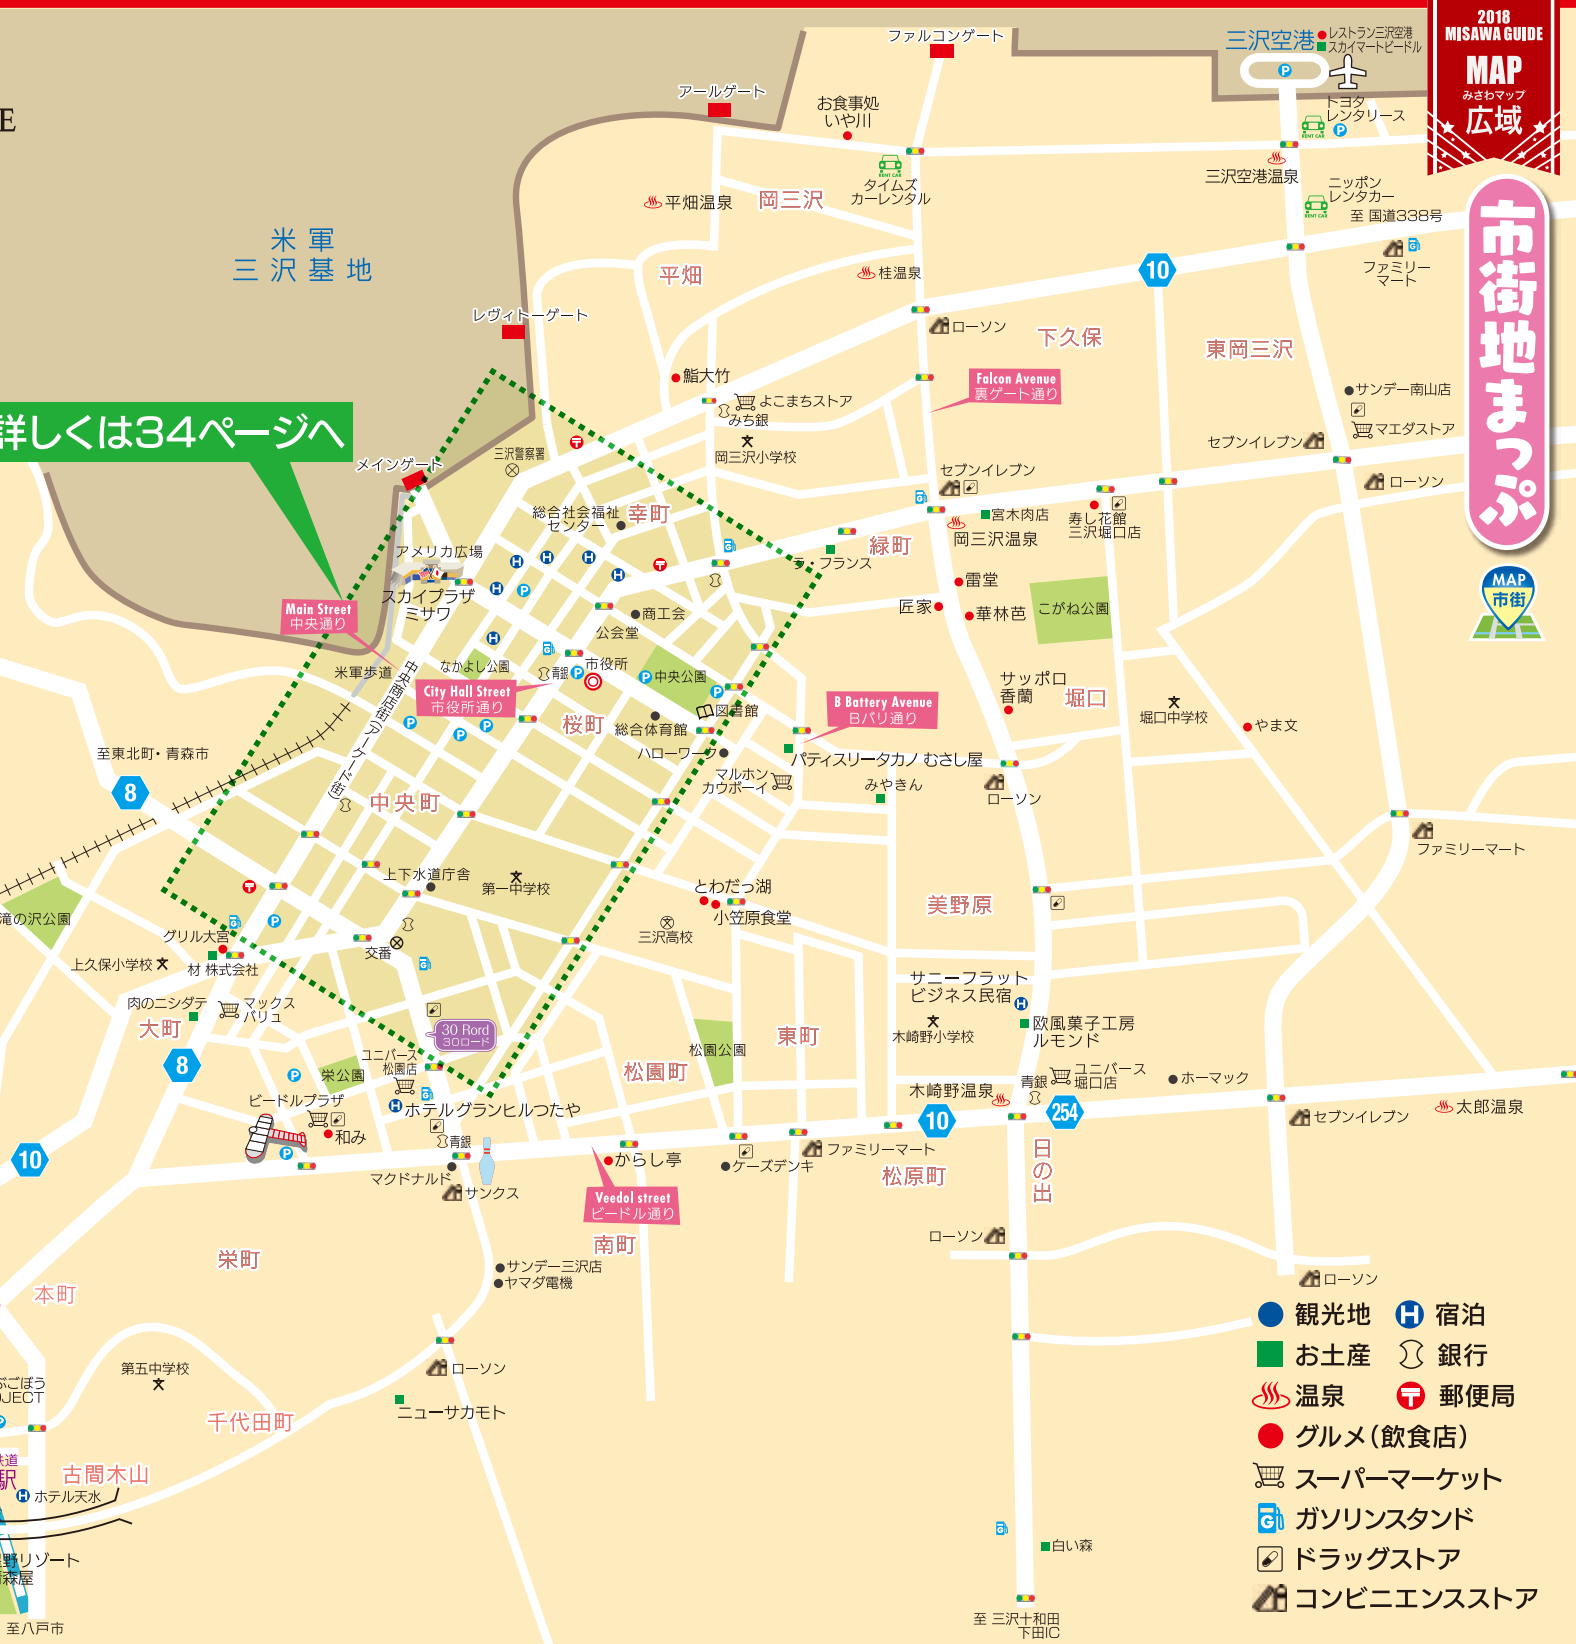 2018
MISAWA GUIDE
MAP
みさわマップ
広域
市街地まっぷ
MAP
市街
E
ファルコンゲート
三沢空港
レストラン三沢空港
スカイマートビードル
アールゲート
お食事処
いや川
トヨタ
レンタリース
RENT CAR
タイムズ
カーレンタル
RENT CAR
三沢空港温泉
ニッポン
レンタカー
RENT CAR
至 国道338号
平畑温泉
岡三沢
米軍
三沢基地
平畑
桂温泉
10
ファミリー
マート
レヴィトーゲート
ローソン
下久保
東岡三沢
鮨大竹
Falcon Avenue
裏ゲート通り
サンデー南山店
よこまちストア
みち銀
詳しくは34ページへ
マエダストア
セブンイレブン
三沢警察署
岡三沢小学校
メインゲート
セブンイレブン
ローソン
総合社会福祉
センター
幸町
宮木肉店
寿し花館
三沢堀口店
岡三沢温泉
緑町
アメリカ広場
ラ・フランス
スカイプラザ
ミサワ
雷堂
匠家
華林芭
こがね公園
Main Street
中央通り
商工会
公会堂
米軍歩道
なかよし公園
青銀
市役所
中央公園
City Hall Street
市役所通り
中央商店街(アーケード街)
サッポロ
香蘭
堀口
堀口中学校
B Battery Avenue
Bバリ通り
図書館
桜町
総合体育館
やま文
至東北町・青森市
ハローワーク
パティスリータカノ むさし屋
マルホン
カウボーイ
みやきん
8
中央町
ローソン
ファミリーマート
上下水道庁舎
第一中学校
とわだっ湖
小笠原食堂
美野原
滝の沢公園
グリル大宮
三沢高校
交番
上久保小学校
材 株式会社
サニーフラット
ビジネス民宿
肉のニシダテ
マックス
バリュ
大町
30 Rord
30ロード
木崎野小学校
欧風菓子工房
ルモンド
東町
松園公園
8
ユニバース
松園店
栄公園
松園町
ユニバース
堀口店
青銀
ホーマック
木崎野温泉
ビードルプラザ
ホテル グランヒルつたや
10
254
セブンイレブン
太郎温泉
和み
青銀
ファミリーマート
10
からし亭
ケーズデンキ
松原町
日の出
マクドナルド
サンクス
Veedol street
ビードル通り
南町
ローソン
栄町
サンデー三沢店
ヤマダ電機
本町
ローソン
第五中学校
ローソン
ぶごぼう
OJECT
ニューサカモト
千代田町
鉄道
駅
古間木山
ホテル天水
白い森
星野リゾート
青森屋
至八戸市
至 三沢十和田
下田IC
観光地
宿泊
お土産
銀行
温泉
郵便局
グルメ(飲食店)
スーパーマーケット
ガソリンスタンド
ドラッグストア
コンビニエンスストア